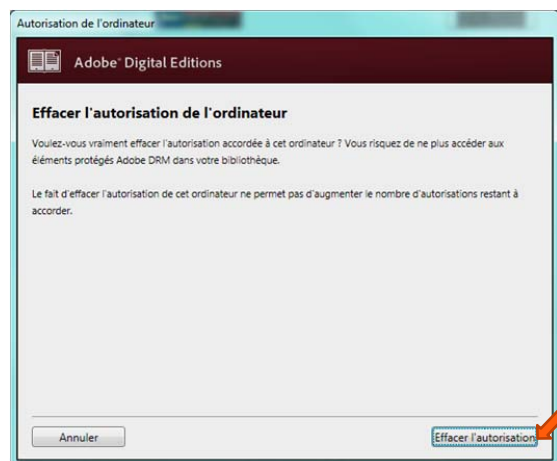 Autorisation de l'ordinateur
Adobe® Digital Editions
Effacer l'autorisation de l'ordinateur
Voulez-vous vraiment effacer l'autorisation accordée à cet ordinateur ? Vous risquez de ne plus accéder aux
éléments protégés Adobe DRM dans votre bibliothèque.
Le fait d'effacer l'autorisation de cet ordinateur ne permet pas d'augmenter le nombre d'autorisations restant à
accorder.
Annuler
Effacer l'autorisation